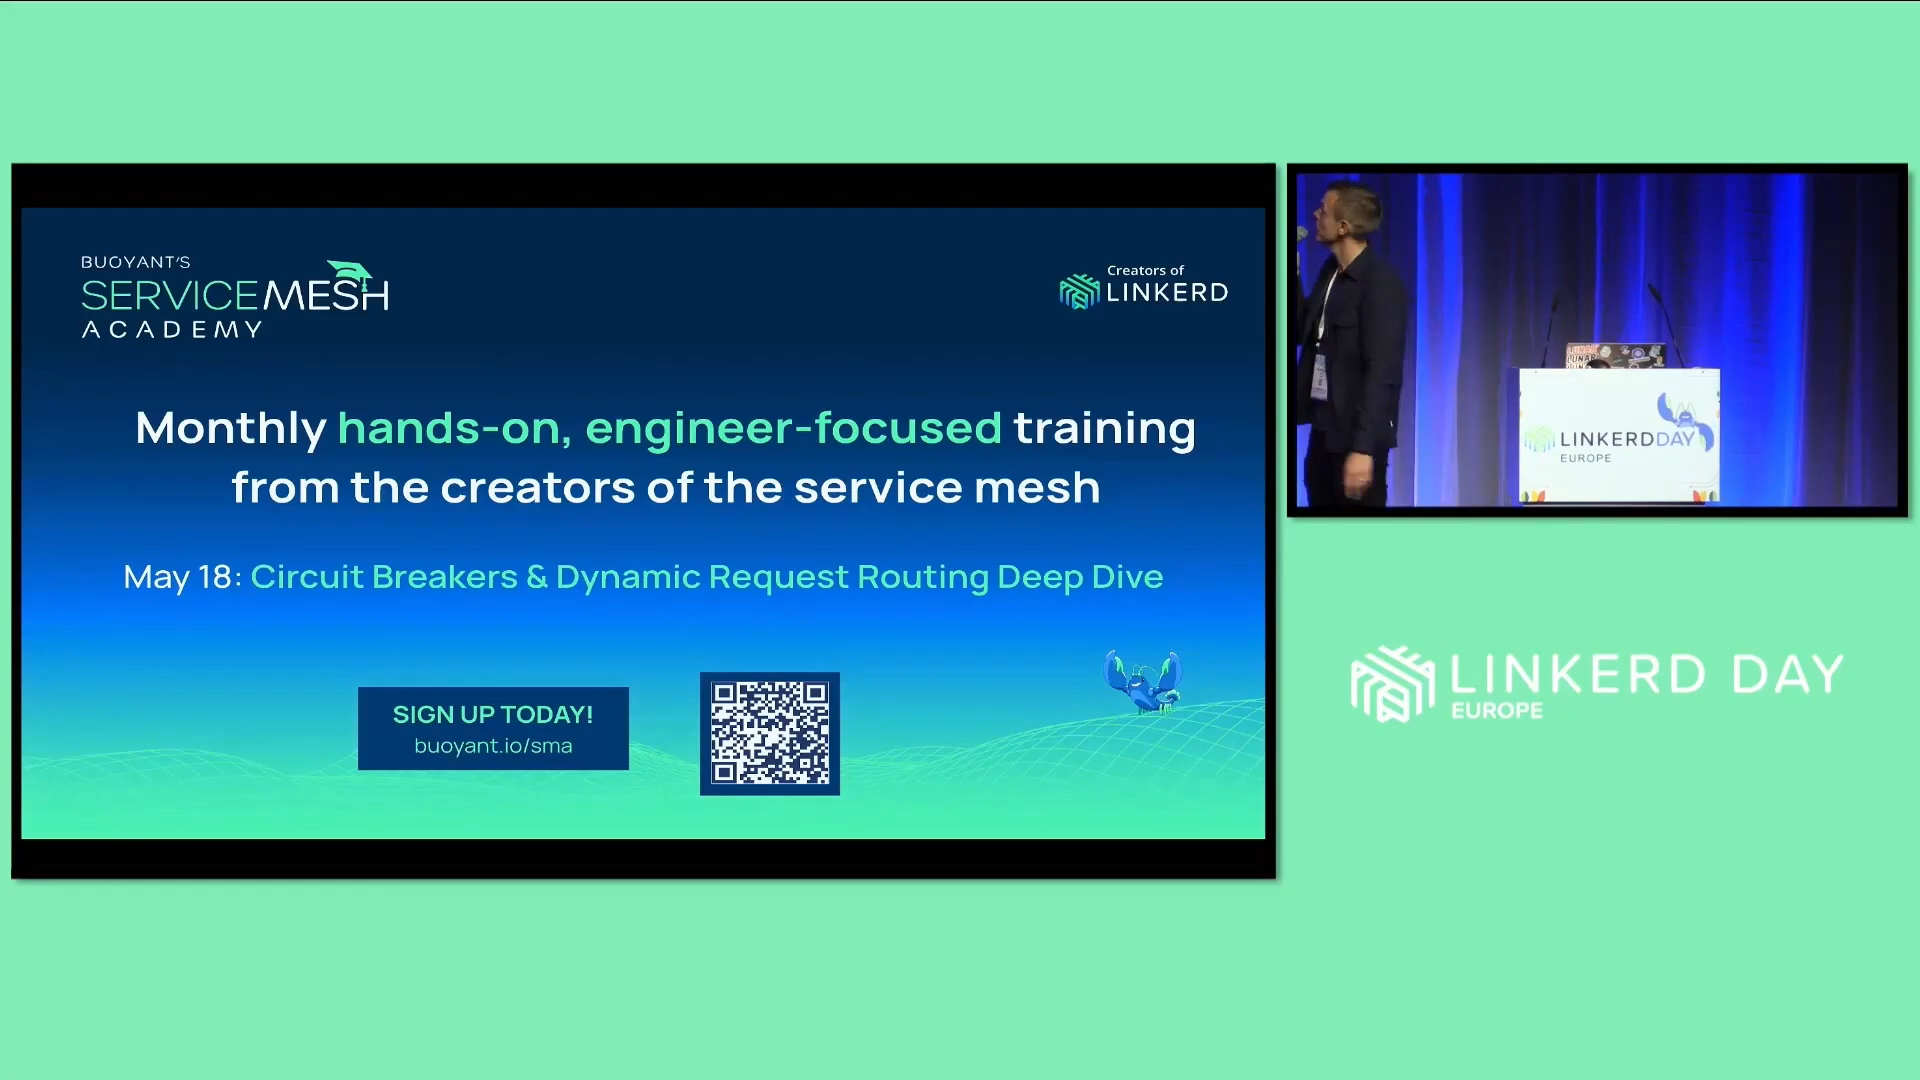 BUOYANT'S
SERVICEMESH
ACADEMY
Creators of
LINKERD
Monthly hands-on, engineer-focused training
from the creators of the service mesh
May 18: Circuit Breakers & Dynamic Request Routing Deep Dive
SIGN UP TODAY!
buoyant.io/sma
LUNAR
LUNAR
LINKERDDAY
EUROPE
LINKERD DAY
EUROPE